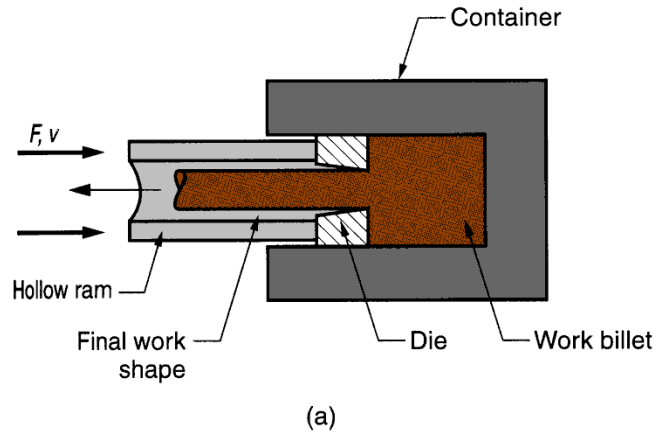 Container
F, v
Hollow ram
Final work
shape
Die
Work billet
(a)